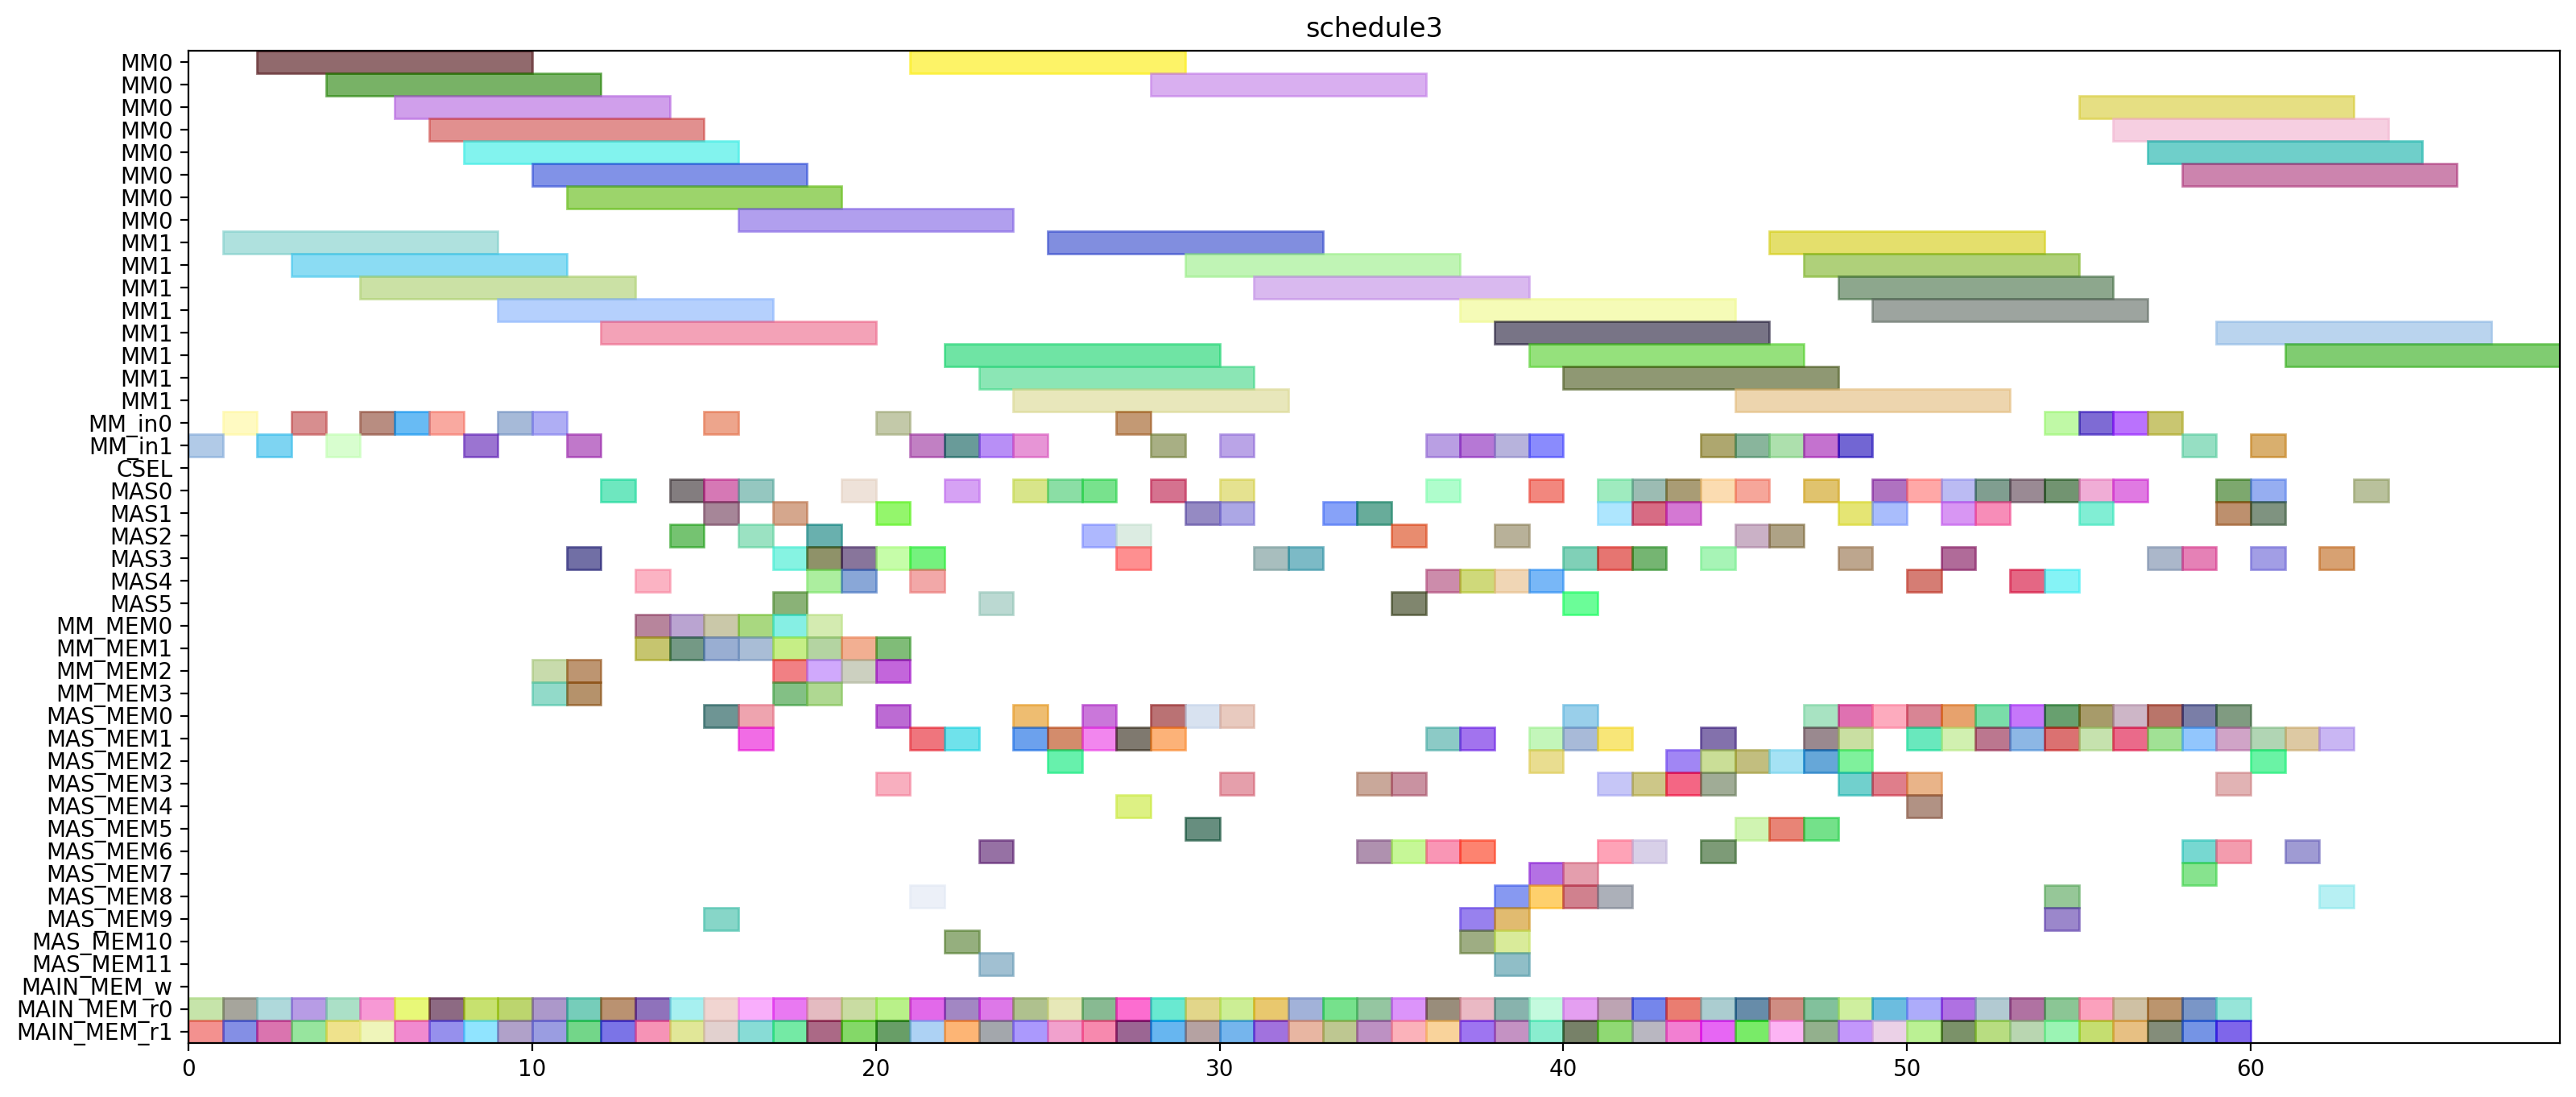 schedule3
MM0
MM0
MM0
MM0
MM0
MM0
MM0
MM0
MM1
MM1
MM1
MM1
MM1
MM1
MM1
MM1
MM_in0
MM_in1
CSEL
MAS0
MAS1
MAS2
MAS3
MAS4
MAS5
MM_MEM0
MM_MEM1
MM_MEM2
MM_MEM3
MAS_MEM0
MAS_MEM1
MAS_MEM2
MAS_MEM3
MAS_MEM4
MAS_MEM5
MAS_MEM6
MAS_MEM7
MAS_MEM8
MAS_MEM9
MAS_MEM10
MAS_MEM11
MAIN_MEM_w
MAIN_MEM_r0
MAIN_MEM_r1
0 10 20 30 40 50 60